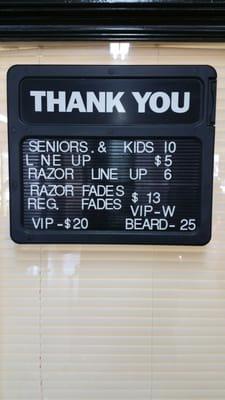 THANK YOU
SENIORS. & KIDS 10
LINE UP $5
RAZOR LINE UP 6
RAZOR FADES
REG. FADES $ 13
VIP-W
VIP-$20 BEARD-25